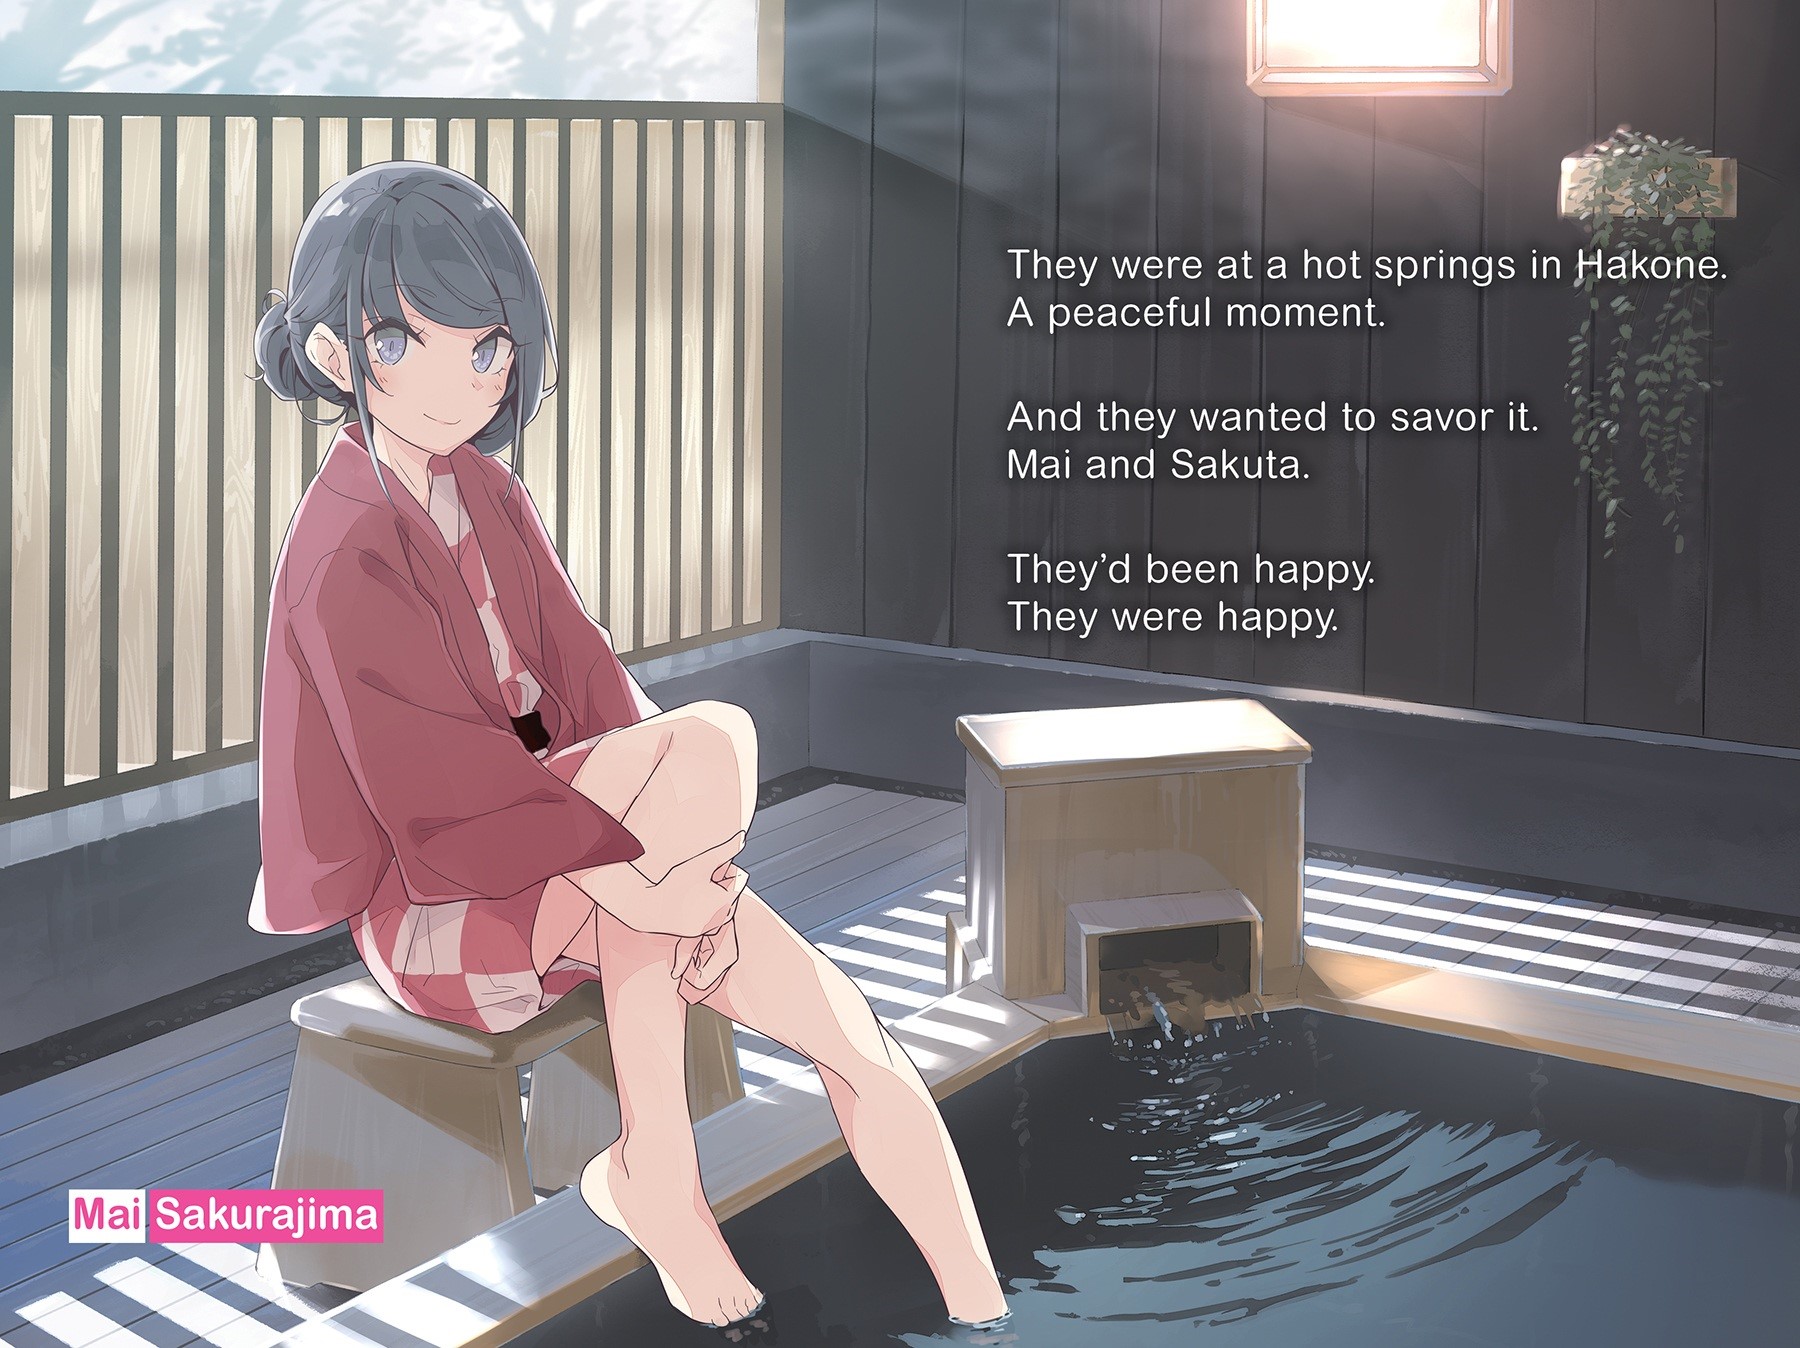 They were at a hot springs in Hakone.
A peaceful moment.
And they wanted to savor it.
Mai and Sakuta.
They’d been happy.
They were happy.
Mai Sakurajima